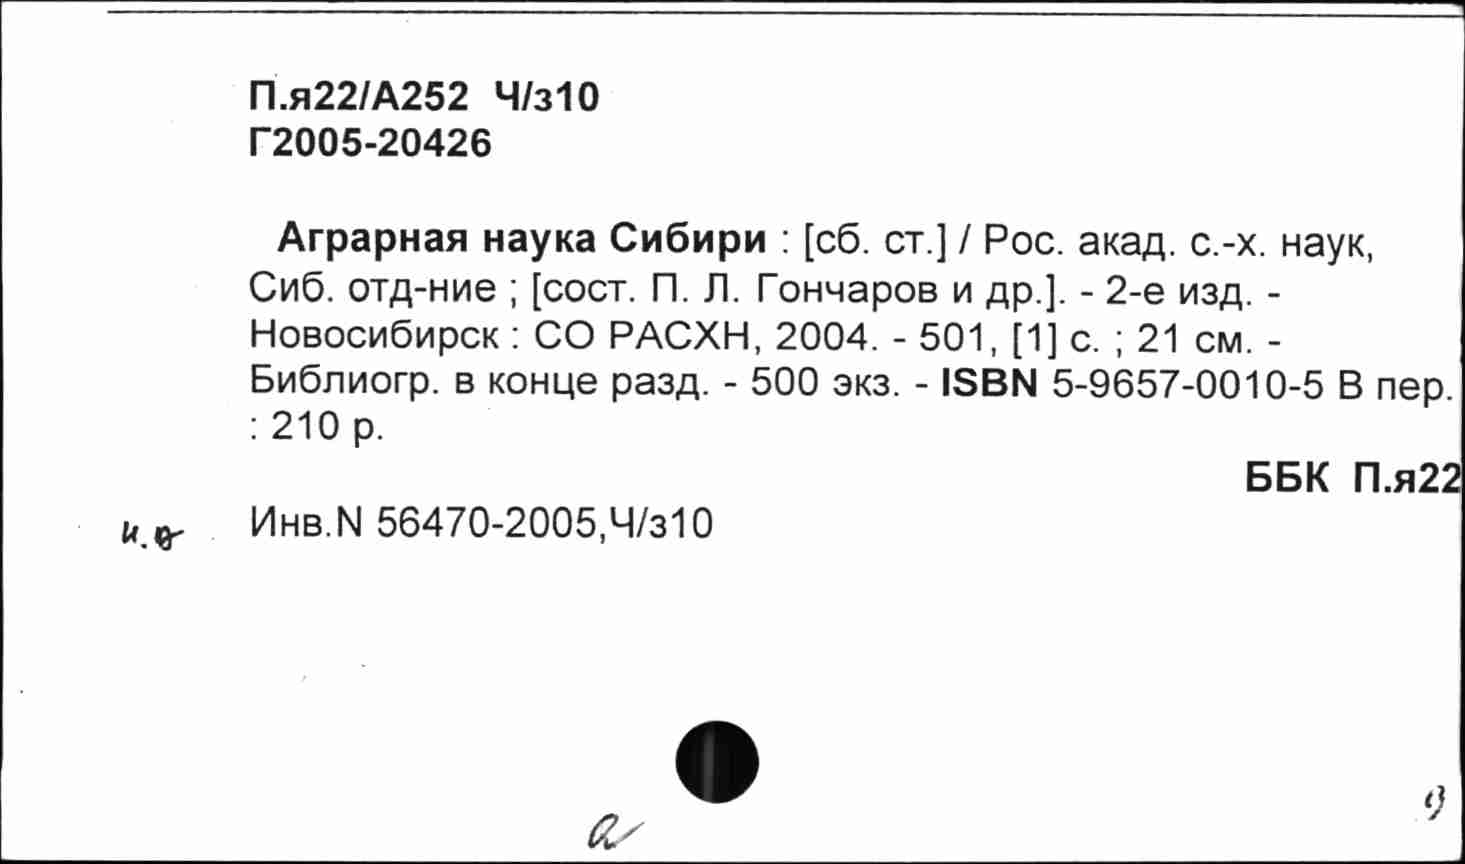 П.я22/А252 Ч/з10
Г2005-20426
Аграрная наука Сибири : [сб. ст.] / Рос. акад. с.-х. наук,
Сиб. отд-ние ; [сост. П. Л. Гончаров и др.]. - 2-е изд. -
Новосибирск : СО РАСХН, 2004. - 501, [1] с. ; 21 см. -
Библиогр. в конце разд. - 500 экз. - ISBN 5-9657-0010-5 В пер.
: 210 р.
ББК П.я22
Инв.N 56470-2005,Ч/з10